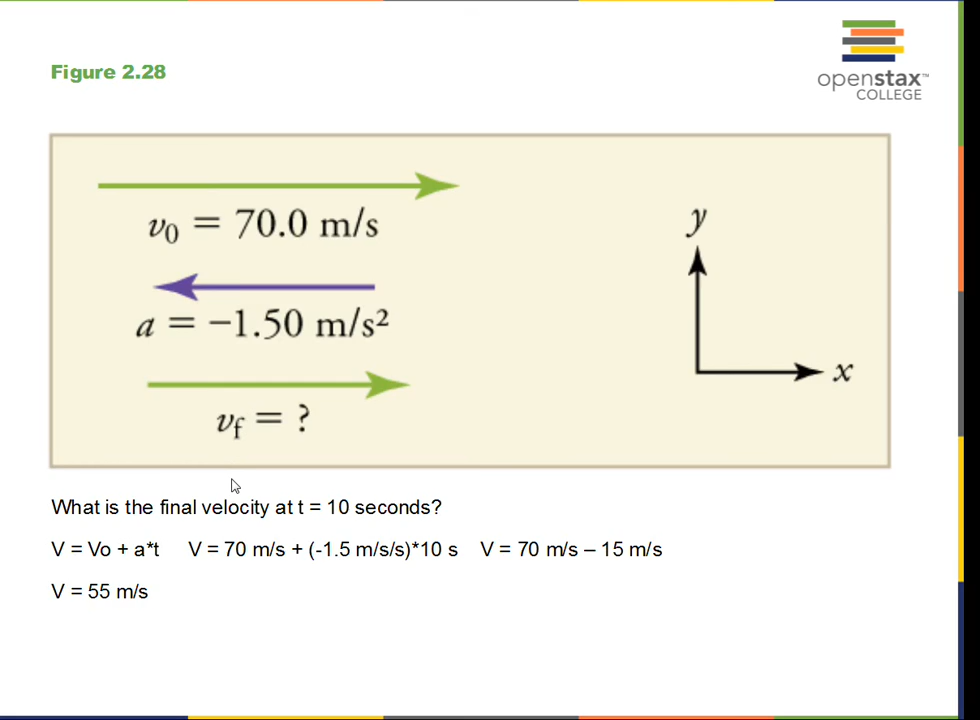 Figure 2.28
openstax™
COLLEGE
v₀ = 70.0 m/s
a = −1.50 m/s²
v_f = ?
y
x
What is the final velocity at t = 10 seconds?
V = Vo + a*t V = 70 m/s + (-1.5 m/s/s)*10 s V = 70 m/s – 15 m/s
V = 55 m/s